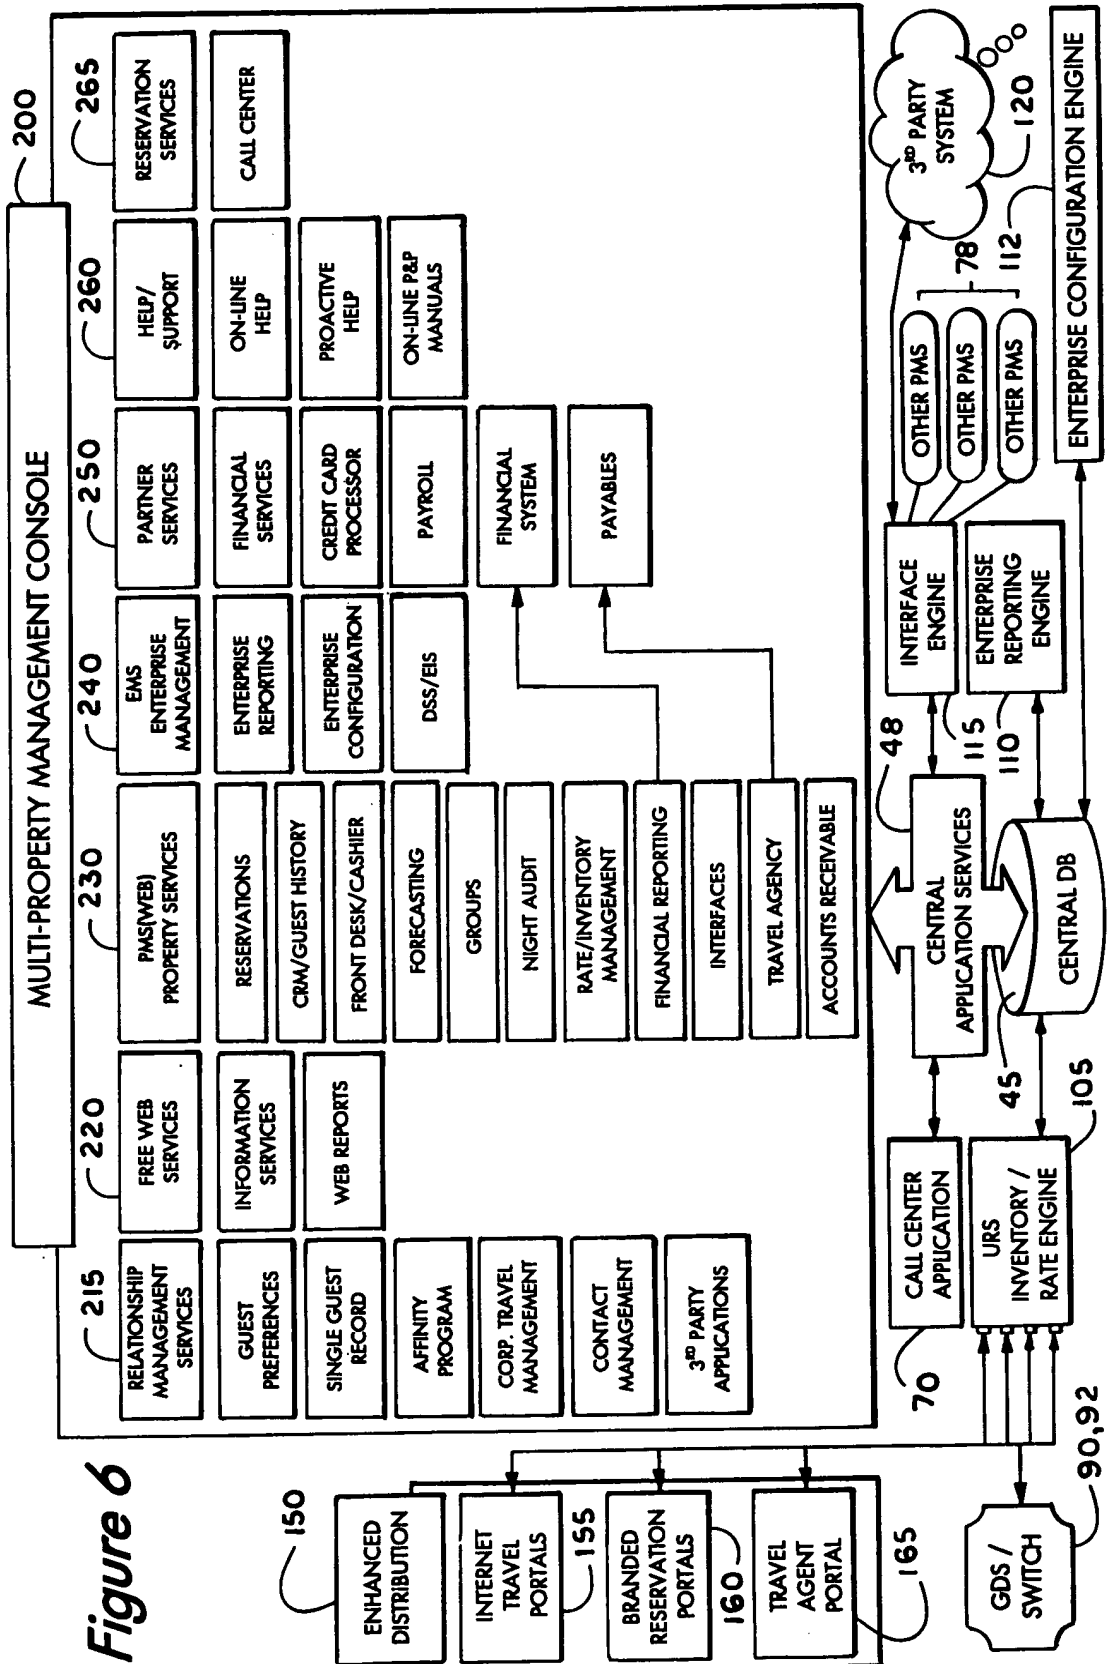 Figure 6
MULTI-PROPERTY MANAGEMENT CONSOLE
200
215
RELATIONSHIP
MANAGEMENT
SERVICES
GUEST
PREFERENCES
SINGLE GUEST
RECORD
AFFINITY
PROGRAM
CORP. TRAVEL
MANAGEMENT
CONTACT
MANAGEMENT
3RD PARTY
APPLICATIONS
220
FREE WEB
SERVICES
INFORMATION
SERVICES
WEB REPORTS
230
PMS(WEB)
PROPERTY SERVICES
RESERVATIONS
CRM/GUEST HISTORY
FRONT DESK/CASHIER
FORECASTING
GROUPS
NIGHT AUDIT
RATE/INVENTORY
MANAGEMENT
FINANCIAL REPORTING
INTERFACES
TRAVEL AGENCY
ACCOUNTS RECEIVABLE
240
EMS
ENTERPRISE
MANAGEMENT
ENTERPRISE
REPORTING
ENTERPRISE
CONFIGURATION
DSS/EIS
250
PARTNER
SERVICES
FINANCIAL
SERVICES
CREDIT CARD
PROCESSOR
PAYROLL
FINANCIAL
SYSTEM
PAYABLES
260
HELP/
SUPPORT
ON-LINE
HELP
PROACTIVE
HELP
ON-LINE P&P
MANUALS
265
RESERVATION
SERVICES
CALL CENTER
150
ENHANCED
DISTRIBUTION
INTERNET
TRAVEL
PORTALS
155
BRANDED
RESERVATION
PORTALS
160
TRAVEL
AGENT
PORTAL
165
GDS /
SWITCH
90,92
70
CALL CENTER
APPLICATION
URS
INVENTORY /
RATE ENGINE
105
48
CENTRAL
APPLICATION SERVICES
45
CENTRAL DB
INTERFACE
ENGINE
115
ENTERPRISE
REPORTING
ENGINE
110
OTHER PMS
OTHER PMS
OTHER PMS
78
3RD PARTY
SYSTEM
120
112
ENTERPRISE CONFIGURATION ENGINE